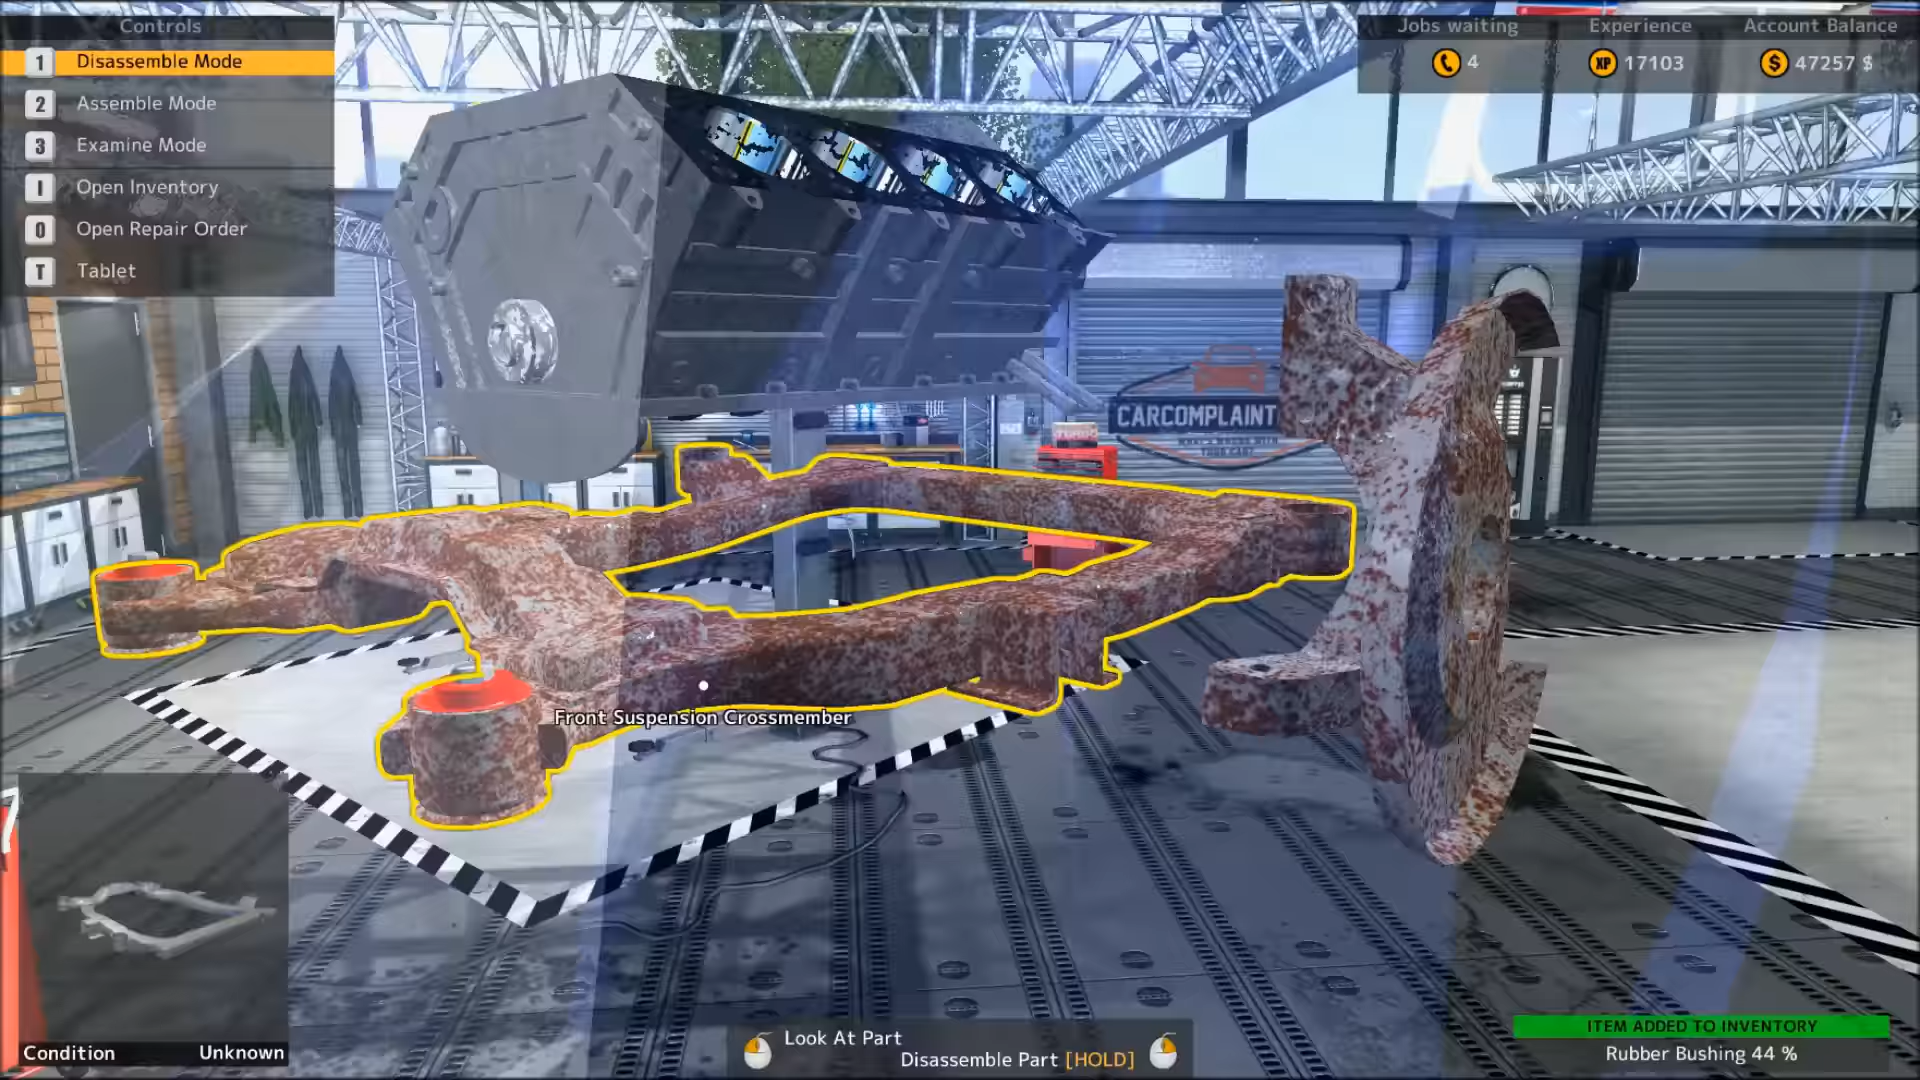 Controls
1 Disassemble Mode
2 Assemble Mode
3 Examine Mode
I Open Inventory
O Open Repair Order
T Tablet
Jobs waiting
4
Experience
XP 17103
Account Balance
$ 47257 $
CARCOMPLAINT
Front Suspension Crossmember
Condition Unknown
Look At Part
Disassemble Part [HOLD]
ITEM ADDED TO INVENTORY
Rubber Bushing 44 %